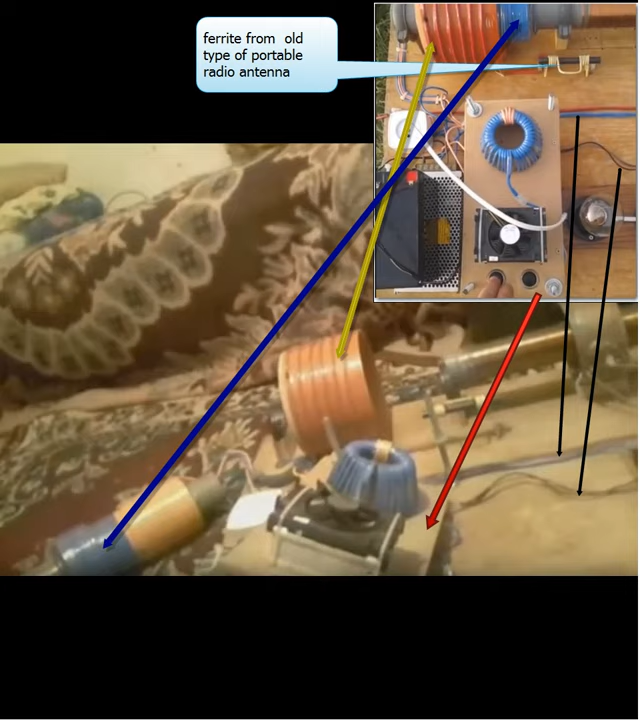 ferrite from old
type of portable
radio antenna